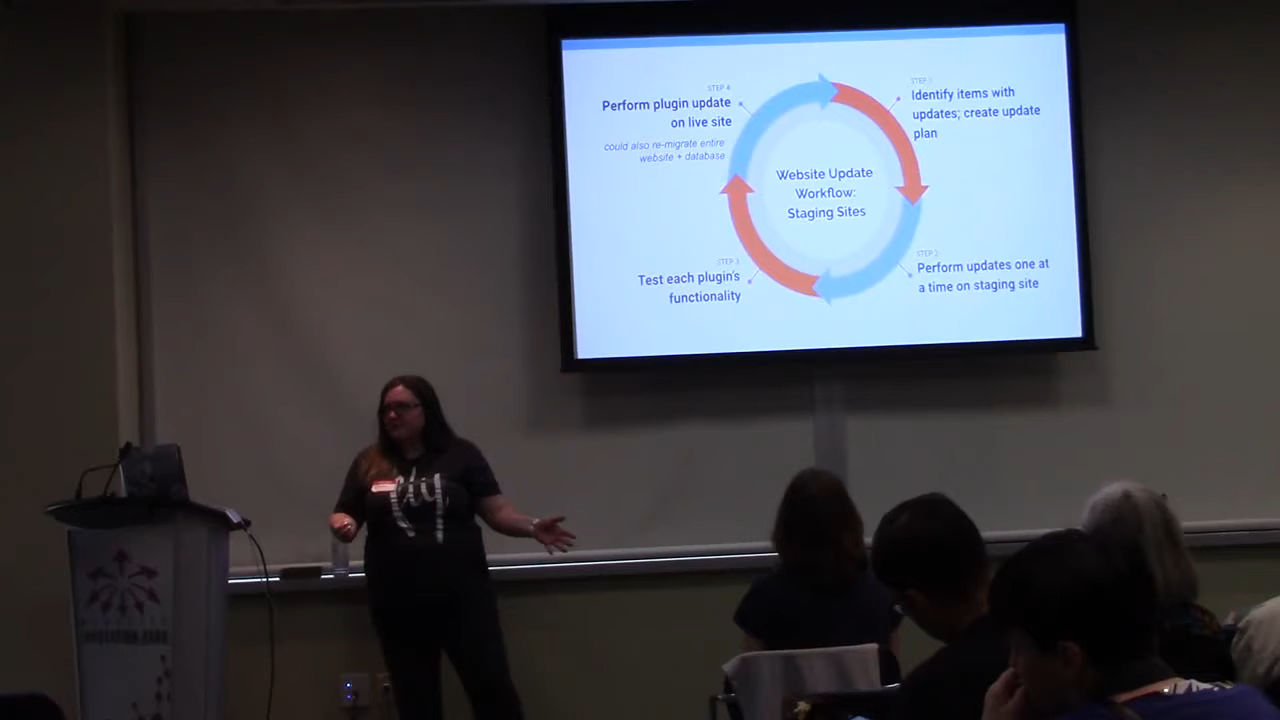 STEP 1
Identify items with
updates; create update
plan
STEP 2
Perform updates one at
a time on staging site
STEP 3
Test each plugin's
functionality
STEP 4
Perform plugin update
on live site
could also re-migrate entire
website + database
Website Update
Workflow:
Staging Sites
INNOVATION PARK